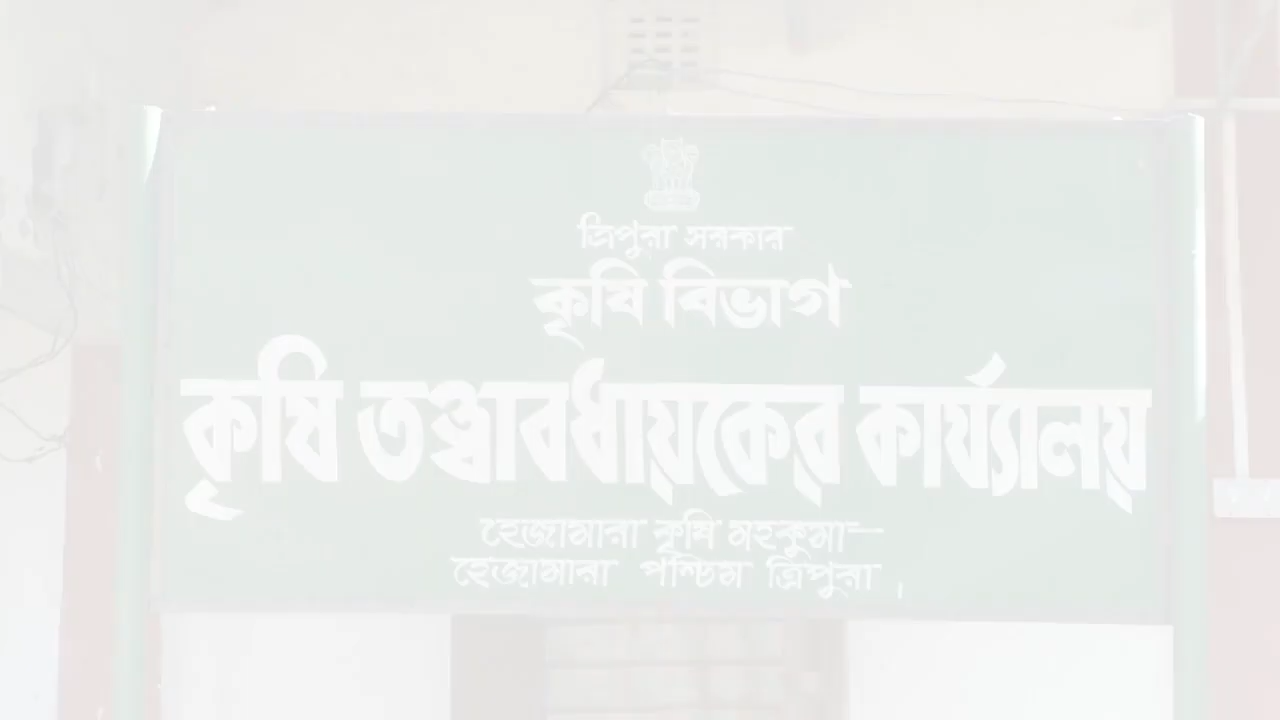 ত্রিপুরা সরকার
কৃষি বিভাগ
কৃষি তত্ত্বাবধায়কের কার্য্যালয়
হেজামারা কৃষি মহকুমা—
হেজামারা পশ্চিম ত্রিপুরা।